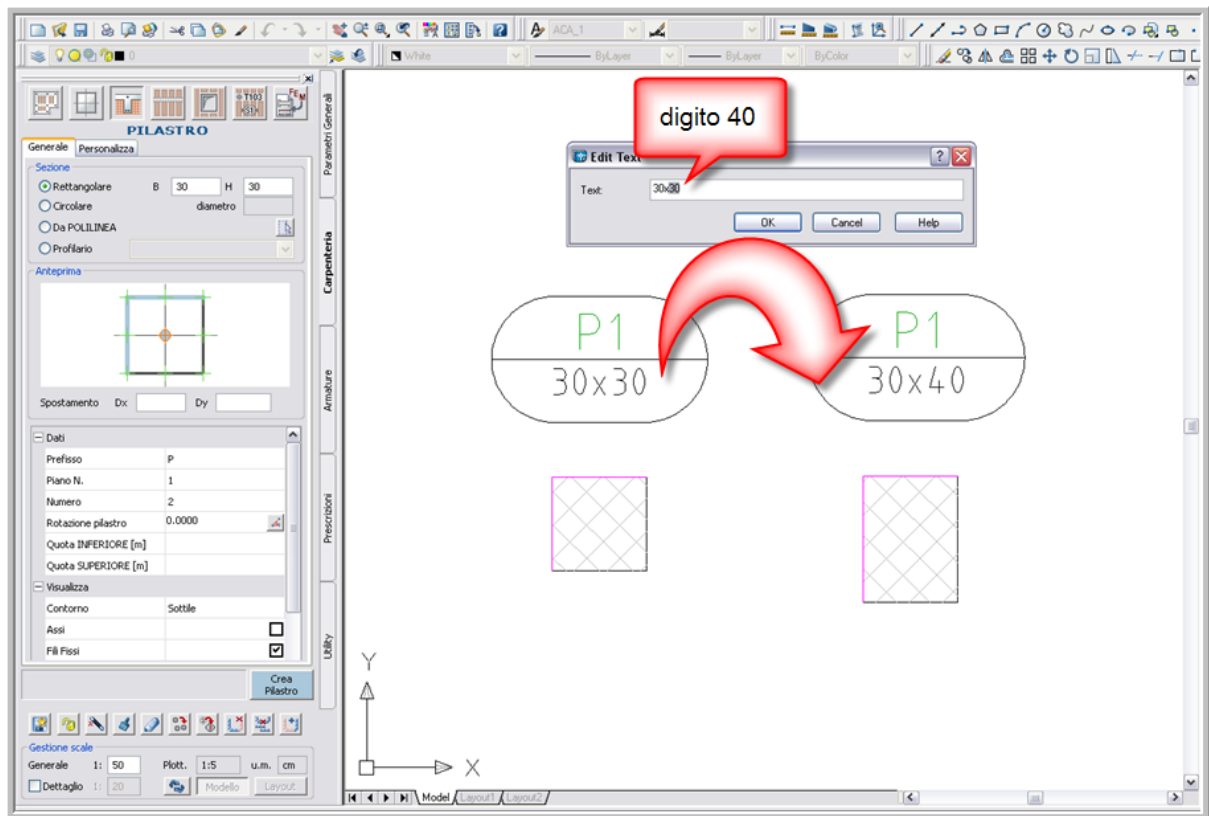 ACA_1
0
White
ByLayer
ByLayer
ByColor
T103
FEM
PILASTRO
Generale Personalizza
Sezione
Rettangolare B 30 H 30
Circolare diametro
Da POLILINEA
Profilario
Anteprima
Spostamento Dx Dy
Dati
Prefisso P
Piano N. 1
Numero 2
Rotazione pilastro 0.0000
Quota INFERIORE [m]
Quota SUPERIORE [m]
Visualizza
Contorno Sottile
Assi
Fili Fissi
Crea
Pilastro
Gestione scale
Generale 1: 50 Plott. 1:5 u.m. cm
Dettaglio 1: 20 Modello Layout
Parametri Generali
Carpenteria
Armature
Prescrizioni
Utility
digito 40
Edit Text
Text: 30x30
OK Cancel Help
P1
30x30
P1
30x40
Y
X
Model Layout1 Layout2